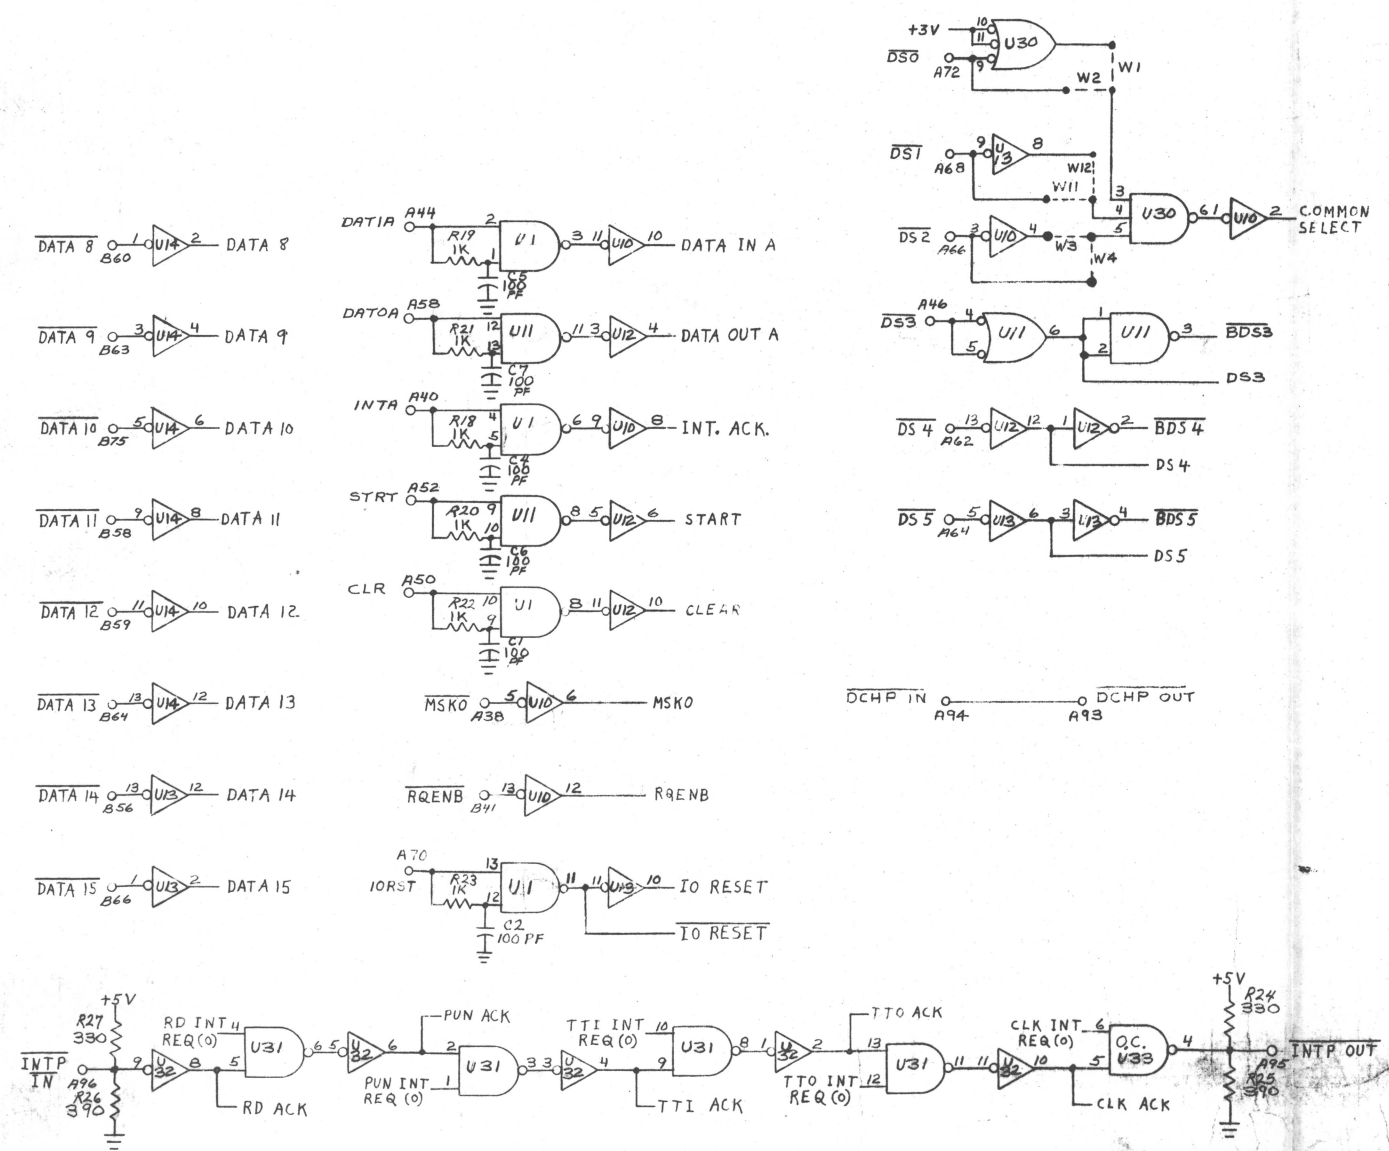 +3V
10
11
U30
DS0
A72
9
W2
W1
DS1
A68
9
U
13
8
W12
W11
DS2
A66
3
U10
4
W3
W4
3
4
5
U30
6
1
U10
2
COMMON
SELECT
DS3
A46
4
5
U11
6
1
2
U11
3
BDS3
DS3
DS4
A62
13
U12
12
1
U12
2
BDS4
DS4
DS5
A64
5
U13
6
3
U13
4
BDS5
DS5
DCHP IN
A94
DCHP OUT
A93
DATA 8
B60
1
U14
2
DATA 8
DATA 9
B63
3
U14
4
DATA 9
DATA 10
B75
5
U14
6
DATA 10
DATA 11
B58
9
U14
8
DATA 11
DATA 12
B59
11
U14
10
DATA 12
DATA 13
B64
13
U14
12
DATA 13
DATA 14
B56
13
U13
12
DATA 14
DATA 15
B66
1
U13
2
DATA 15
DATIA
A44
R19
1K
2
1
U1
C5
100
PF
3
11
U10
10
DATA IN A
DATOA
A58
R21
1K
12
13
U11
C7
100
PF
11
3
U12
4
DATA OUT A
INTA
A40
R18
1K
4
5
U1
C4
100
PF
6
9
U10
8
INT. ACK.
STRT
A52
R20
1K
9
10
U11
C6
100
PF
8
5
U12
6
START
CLR
A50
R22
1K
10
9
U1
C1
100
PF
8
11
U12
10
CLEAR
MSKO
A38
5
U10
6
MSKO
RQENB
B41
13
U10
12
RQENB
A70
IORST
R23
1K
13
12
U1
C2
100 PF
11
11
U13
10
IO RESET
IO RESET
+5V
R27
330
INTP
IN
A96
R26
390
9
U
32
8
RD INT
REQ(0)
4
5
U31
RD ACK
6
5
U
32
6
PUN ACK
2
PUN INT
REQ(0)
1
U31
3
3
U
32
4
TTI INT
REQ(0)
10
9
U31
TTI ACK
8
1
U
32
2
TTO ACK
13
TTO INT
REQ(0)
12
U31
11
11
U
32
10
CLK INT
REQ(0)
6
5
O.C.
U33
CLK ACK
4
+5V
R24
330
INTP OUT
A95
R25
390